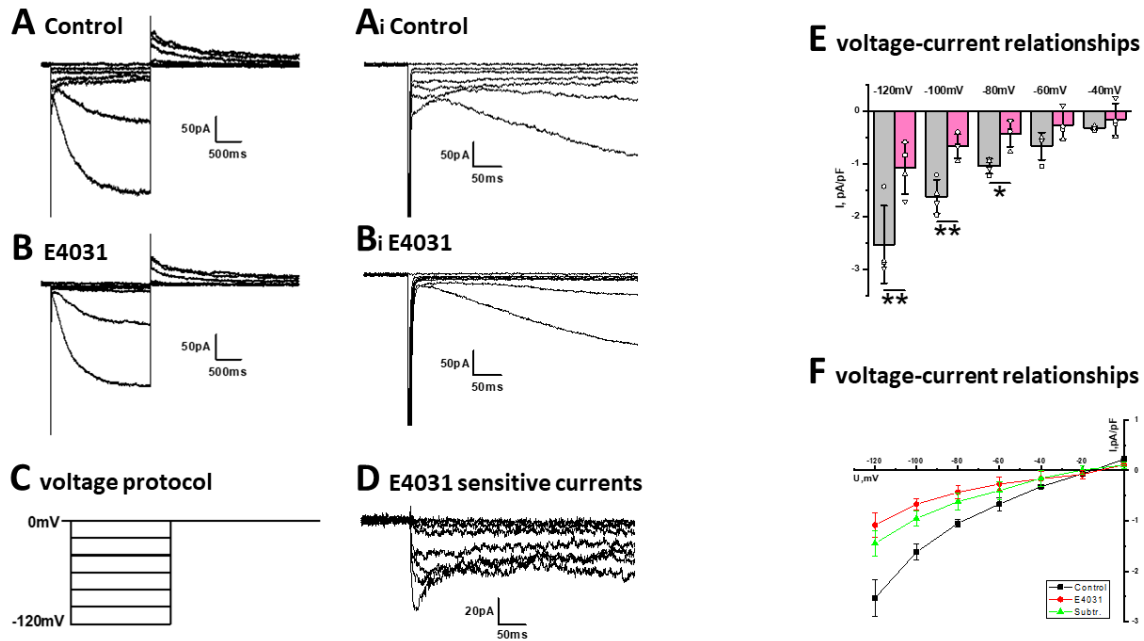 A Control
50pA
500ms
Ai Control
50pA
50ms
B E4031
50pA
500ms
Bi E4031
50pA
50ms
C voltage protocol
0mV
-120mV
D E4031 sensitive currents
20pA
50ms
E voltage-current relationships
-120mV -100mV -80mV -60mV -40mV
0
-1
-2
-3
I, pA/pF
** ** *
F voltage-current relationships
I,pA/pF
1
-120 -100 -80 -60 -40 -20
0
U,mV
-1
-2
-3
Control
E4031
Subtr.